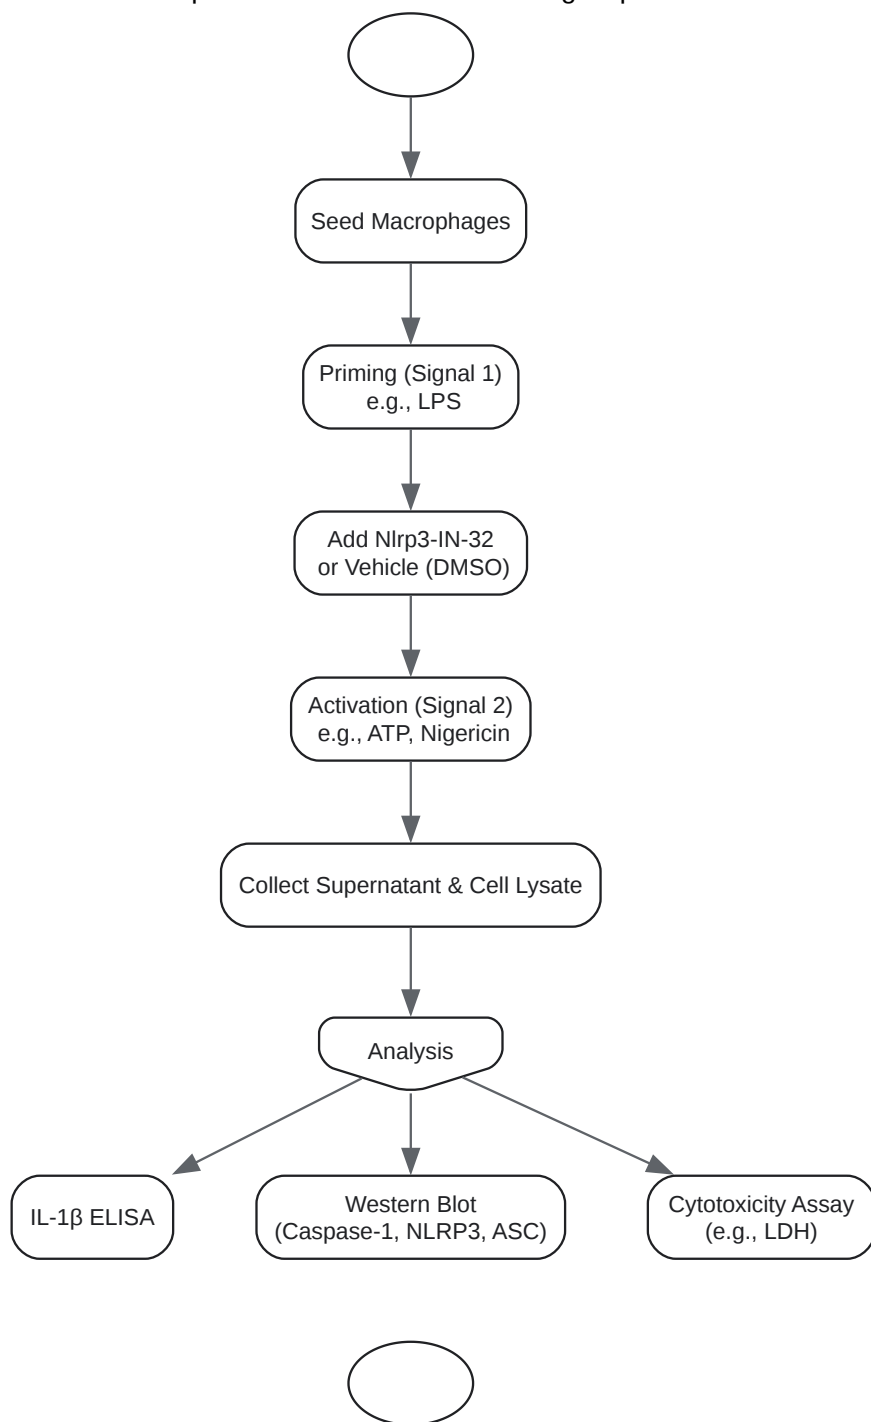 Seed Macrophages
Priming (Signal 1)
e.g., LPS
Add Nlrp3-IN-32
or Vehicle (DMSO)
Activation (Signal 2)
e.g., ATP, Nigericin
Collect Supernatant & Cell Lysate
Analysis
IL-1β ELISA
Western Blot
(Caspase-1, NLRP3, ASC)
Cytotoxicity Assay
(e.g., LDH)